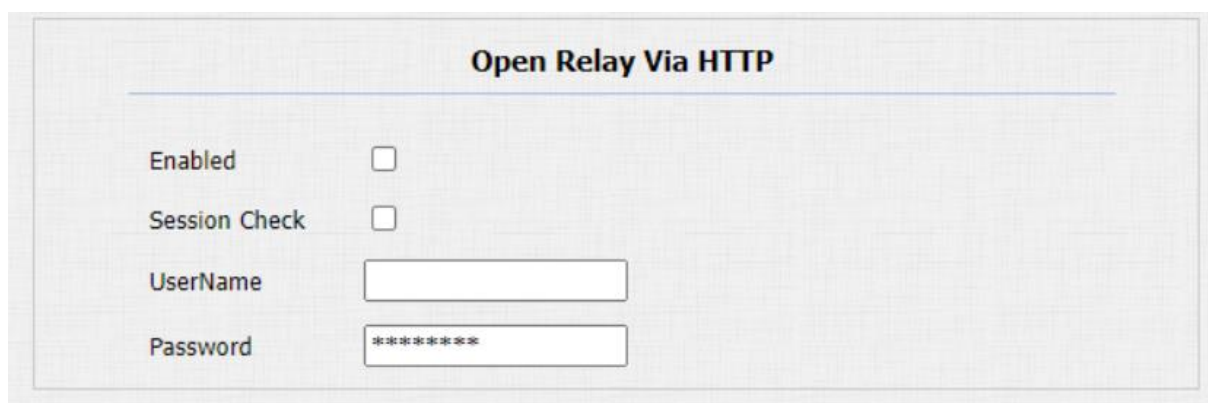 Open Relay Via HTTP
Enabled
Session Check
UserName
Password ********